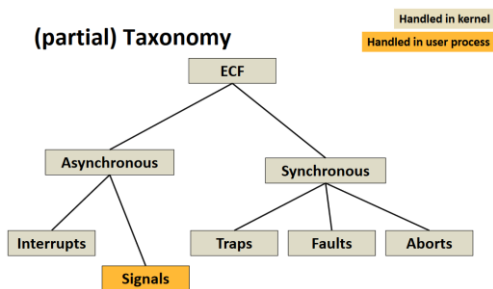 Handled in kernel
(partial) Taxonomy
Handled in user process
ECF
Asynchronous
Synchronous
Interrupts
Traps
Faults
Aborts
Signals